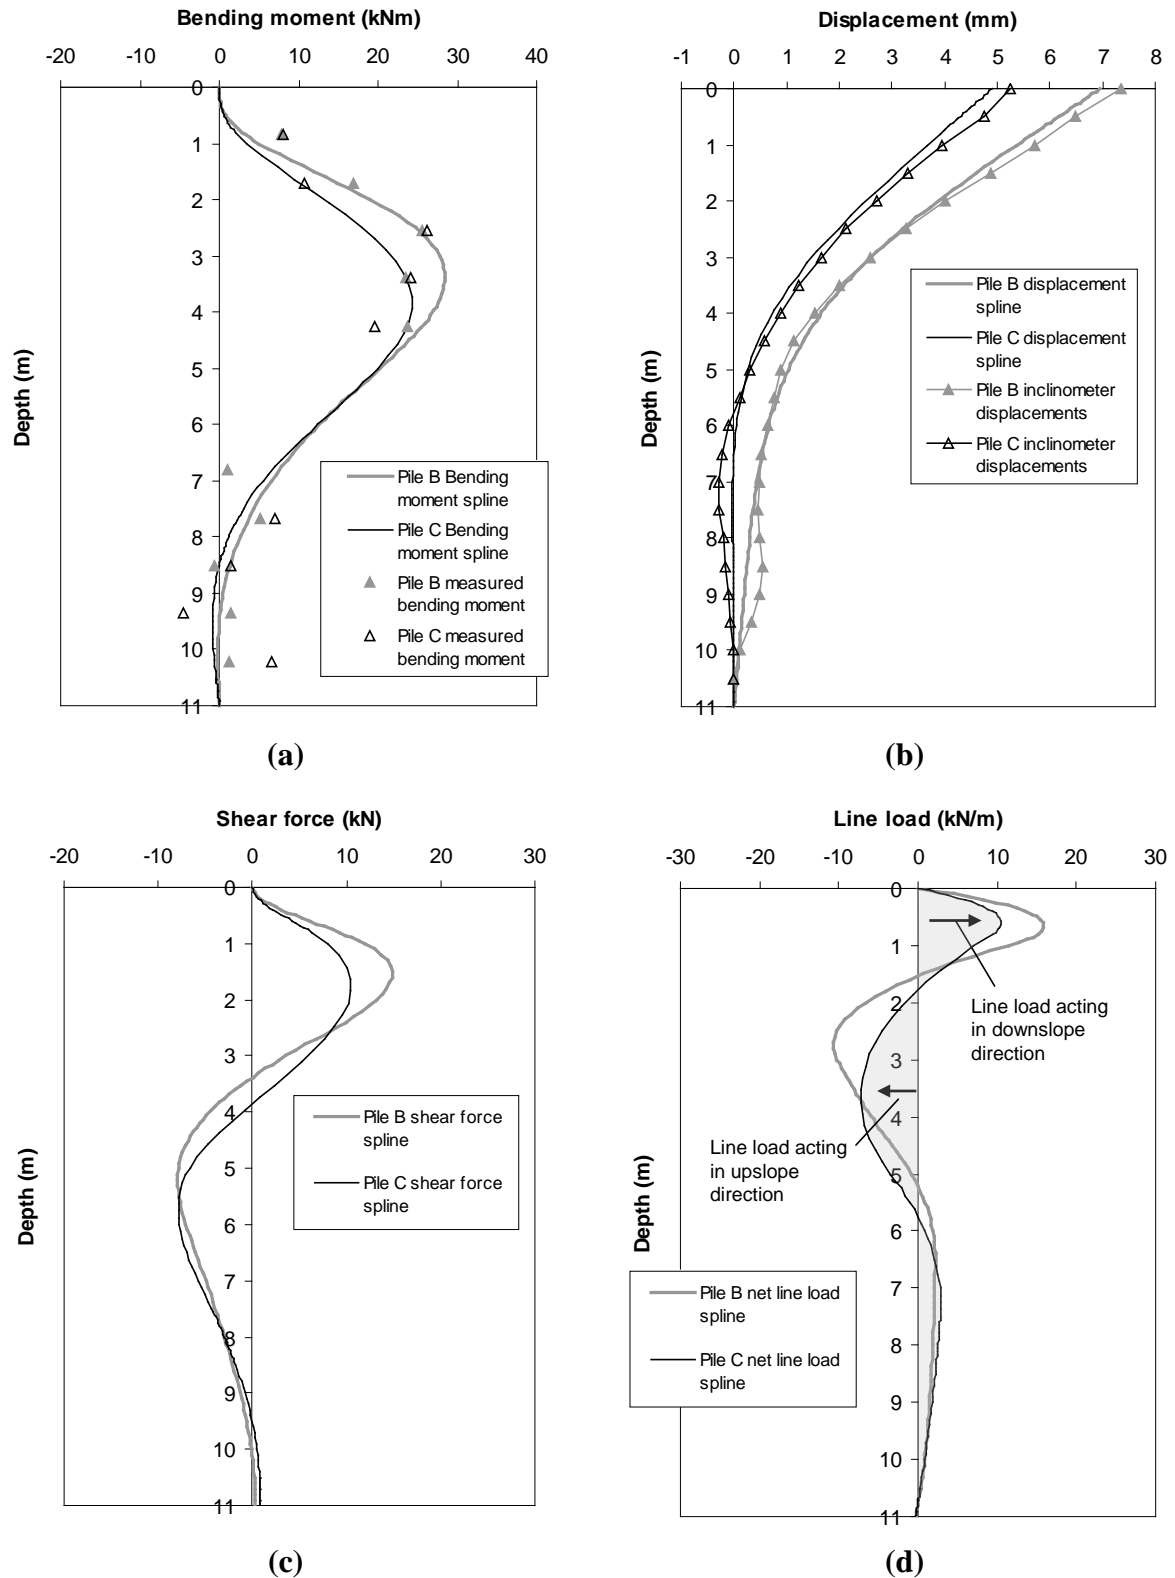 Bending moment (kNm)
-20 -10 0 10 20 30 40
0
1
2
3
4
5
6
7
8
9
10
11
Depth (m)
Pile B Bending
moment spline
Pile C Bending
moment spline
Pile B measured
bending moment
Pile C measured
bending moment
(a)
Displacement (mm)
-1 0 1 2 3 4 5 6 7 8
0
1
2
3
4
5
6
7
8
9
10
11
Depth (m)
Pile B displacement
spline
Pile C displacement
spline
Pile B inclinometer
displacements
Pile C inclinometer
displacements
(b)
Shear force (kN)
-20 -10 0 10 20 30
0
1
2
3
4
5
6
7
8
9
10
11
Depth (m)
Pile B shear force
spline
Pile C shear force
spline
(c)
Line load (kN/m)
-30 -20 -10 0 10 20 30
0
1
2
3
4
5
6
7
8
9
10
11
Depth (m)
Line load acting
in downslope
direction
Line load acting
in upslope
direction
Pile B net line load
spline
Pile C net line load
spline
(d)